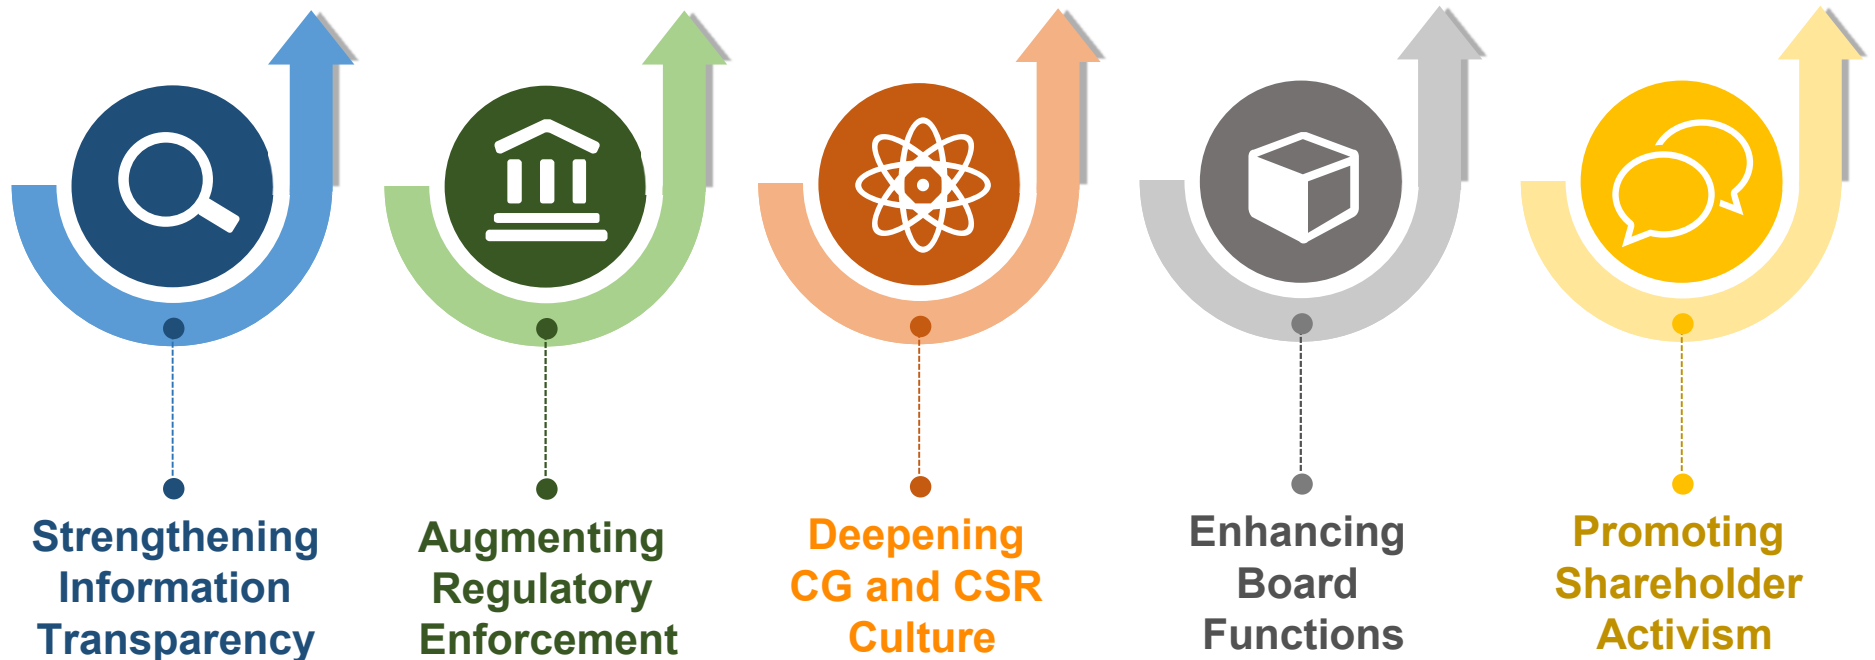 Strengthening
Information
Transparency
Augmenting
Regulatory
Enforcement
Deepening
CG and CSR
Culture
Enhancing
Board
Functions
Promoting
Shareholder
Activism